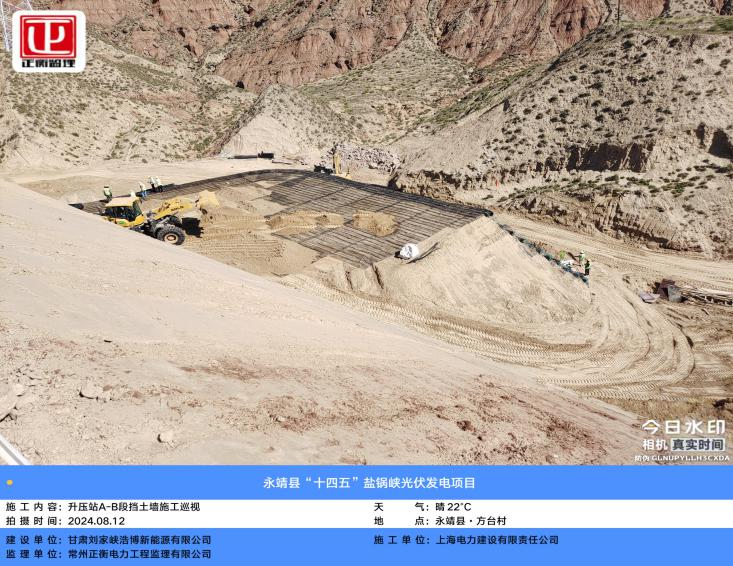 正衡监理
今日水印
相机 真实时间
防伪 GLNUPYLLH3CXDA
永靖县“十四五”盐锅峡光伏发电项目
施工内容：升压站A-B段挡土墙施工巡视
天 气：晴 22°C
拍摄时间：2024.08.12
地 点：永靖县·方台村
建设单位：甘肃刘家峡浩博新能源有限公司
施工单位：上海电力建设有限责任公司
监理单位：常州正衡电力工程监理有限公司